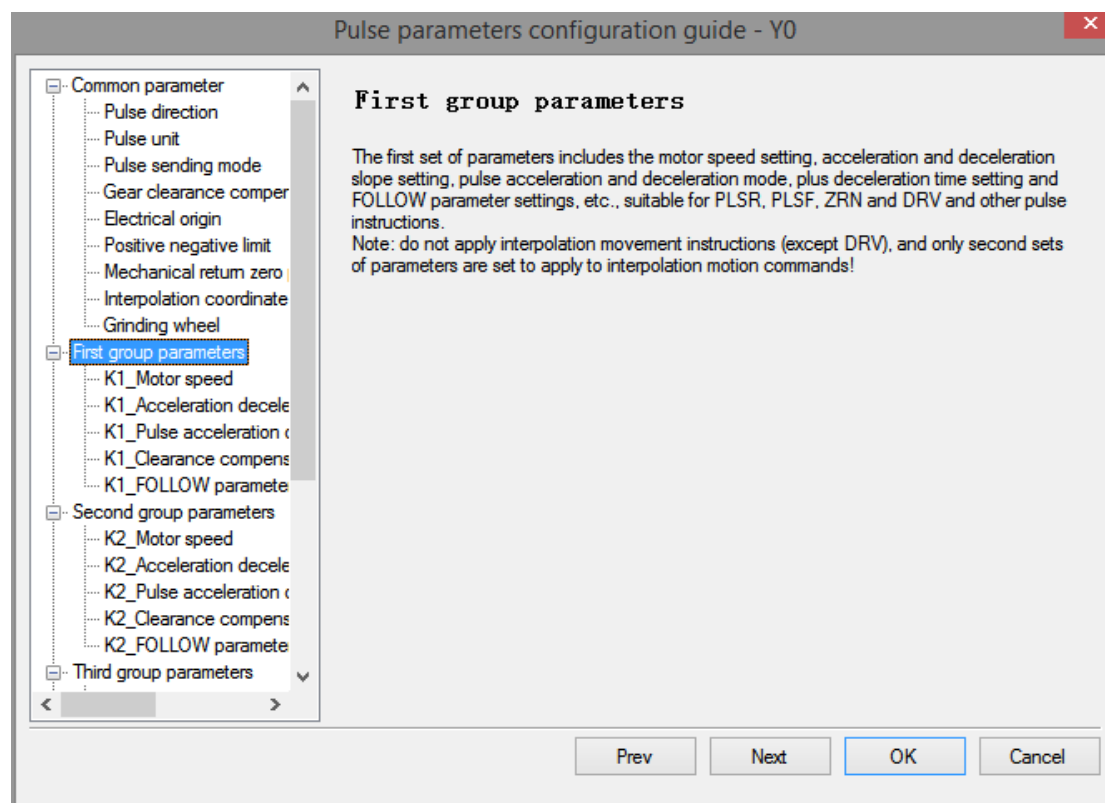 Pulse parameters configuration guide - Y0
Common parameter
Pulse direction
Pulse unit
Pulse sending mode
Gear clearance comper
Electrical origin
Positive negative limit
Mechanical return zero
Interpolation coordinate
Grinding wheel
First group parameters
K1_Motor speed
K1_Acceleration decele
K1_Pulse acceleration
K1_Clearance compens
K1_FOLLOW paramete
Second group parameters
K2_Motor speed
K2_Acceleration decele
K2_Pulse acceleration
K2_Clearance compens
K2_FOLLOW paramete
Third group parameters
First group parameters
The first set of parameters includes the motor speed setting, acceleration and deceleration
slope setting, pulse acceleration and deceleration mode, plus deceleration time setting and
FOLLOW parameter settings, etc., suitable for PLSR, PLSF, ZRN and DRV and other pulse
instructions.
Note: do not apply interpolation movement instructions (except DRV), and only second sets
of parameters are set to apply to interpolation motion commands!
Prev
Next
OK
Cancel